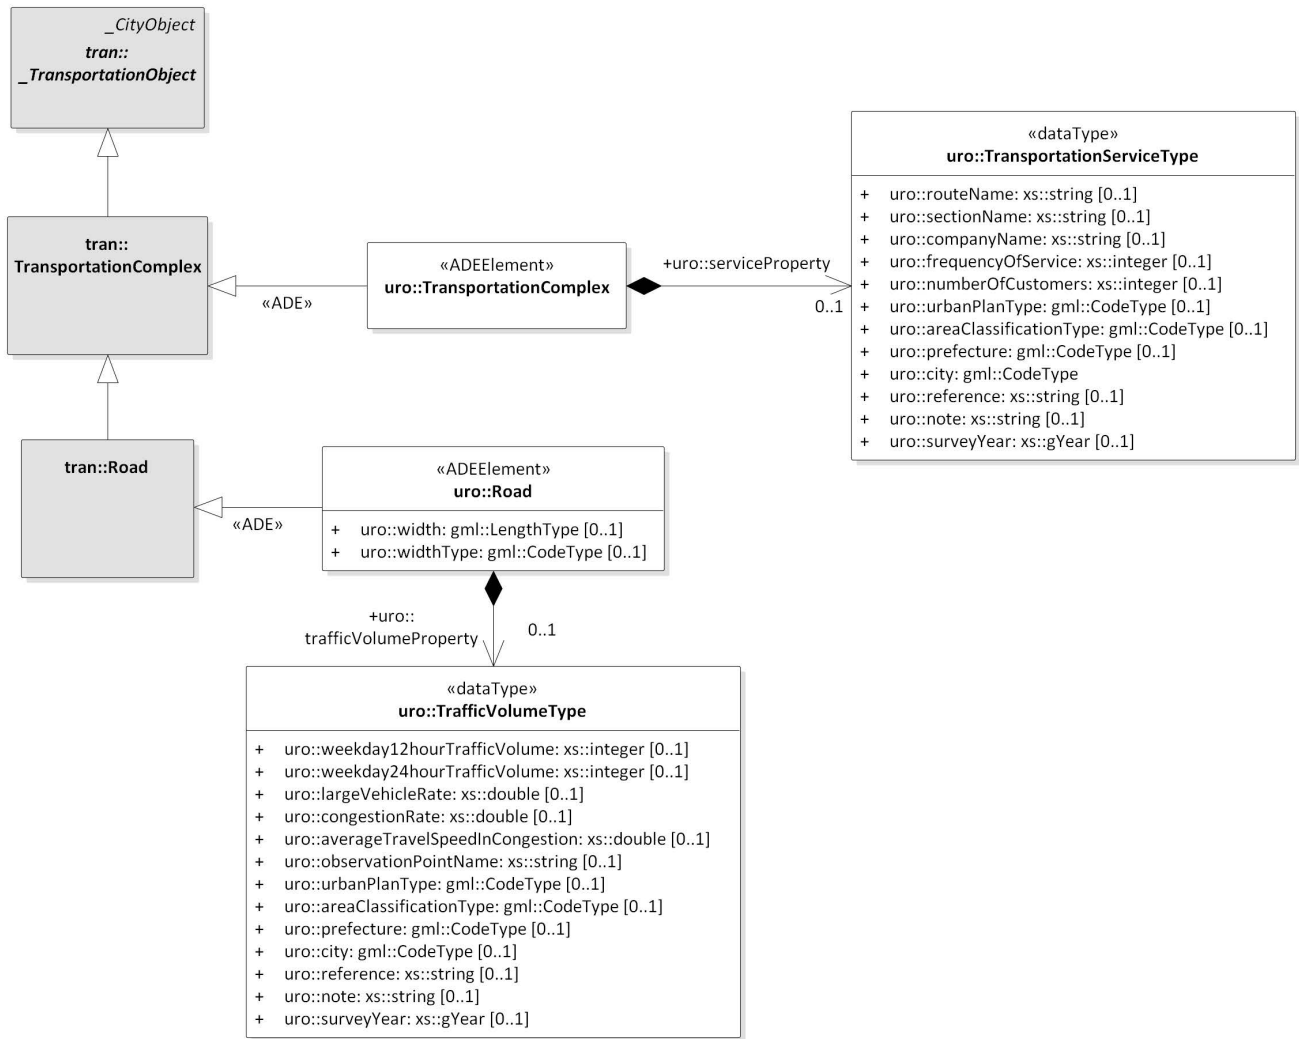 _CityObject
tran::
_TransportationObject
tran::
TransportationComplex
«ADE»
«ADEElement»
uro::TransportationComplex
+uro::serviceProperty
0..1
«dataType»
uro::TransportationServiceType
+ uro::routeName: xs::string [0..1]
+ uro::sectionName: xs::string [0..1]
+ uro::companyName: xs::string [0..1]
+ uro::frequencyOfService: xs::integer [0..1]
+ uro::numberOfCustomers: xs::integer [0..1]
+ uro::urbanPlanType: gml::CodeType [0..1]
+ uro::areaClassificationType: gml::CodeType [0..1]
+ uro::prefecture: gml::CodeType [0..1]
+ uro::city: gml::CodeType
+ uro::reference: xs::string [0..1]
+ uro::note: xs::string [0..1]
+ uro::surveyYear: xs::gYear [0..1]
tran::Road
«ADE»
«ADEElement»
uro::Road
+ uro::width: gml::LengthType [0..1]
+ uro::widthType: gml::CodeType [0..1]
+uro::
trafficVolumeProperty
0..1
«dataType»
uro::TrafficVolumeType
+ uro::weekday12hourTrafficVolume: xs::integer [0..1]
+ uro::weekday24hourTrafficVolume: xs::integer [0..1]
+ uro::largeVehicleRate: xs::double [0..1]
+ uro::congestionRate: xs::double [0..1]
+ uro::averageTravelSpeedInCongestion: xs::double [0..1]
+ uro::observationPointName: xs::string [0..1]
+ uro::urbanPlanType: gml::CodeType [0..1]
+ uro::areaClassificationType: gml::CodeType [0..1]
+ uro::prefecture: gml::CodeType [0..1]
+ uro::city: gml::CodeType [0..1]
+ uro::reference: xs::string [0..1]
+ uro::note: xs::string [0..1]
+ uro::surveyYear: xs::gYear [0..1]